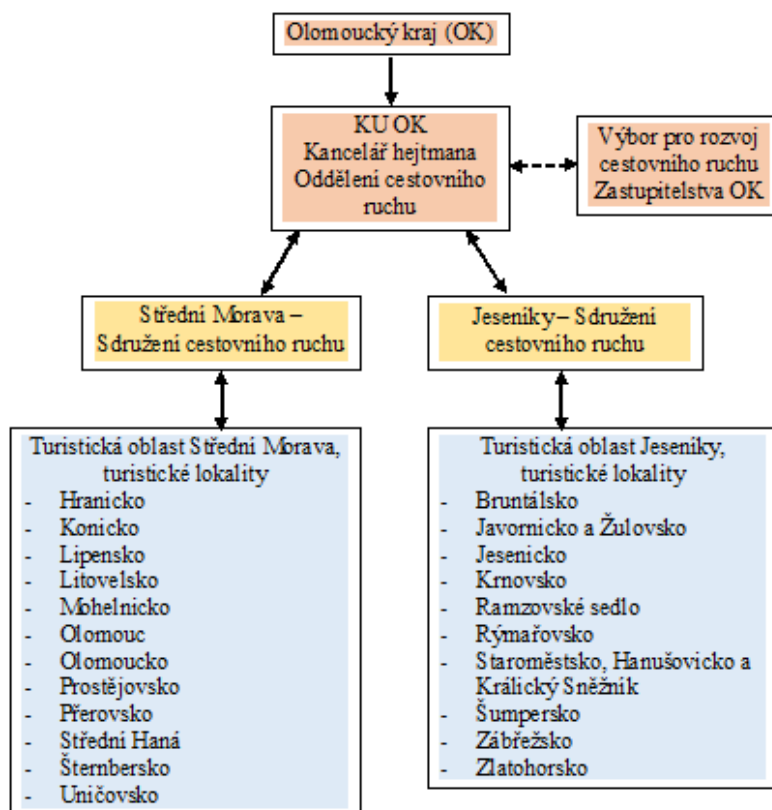 Olomoucký kraj (OK)
KU OK
Kancelář hejtmana
Oddělení cestovního
ruchu
Výbor pro rozvoj
cestovního ruchu
Zastupitelstva OK
Střední Morava –
Sdružení cestovního ruchu
Jeseníky – Sdružení
cestovního ruchu
Turistická oblast Střední Morava,
turistické lokality
- Hranicko
- Konicko
- Lipensko
- Litovelsko
- Mohelnicko
- Olomouc
- Olomoucko
- Prostějovsko
- Přerovsko
- Střední Haná
- Šternbersko
- Uničovsko
Turistická oblast Jeseníky,
turistické lokality
- Bruntálsko
- Javornicko a Žulovsko
- Jesenicko
- Krnovsko
- Ramzovské sedlo
- Rýmařovsko
- Staroměstsko, Hanušovicko a
Králický Sněžník
- Šumpersko
- Zábřežsko
- Zlatohorsko